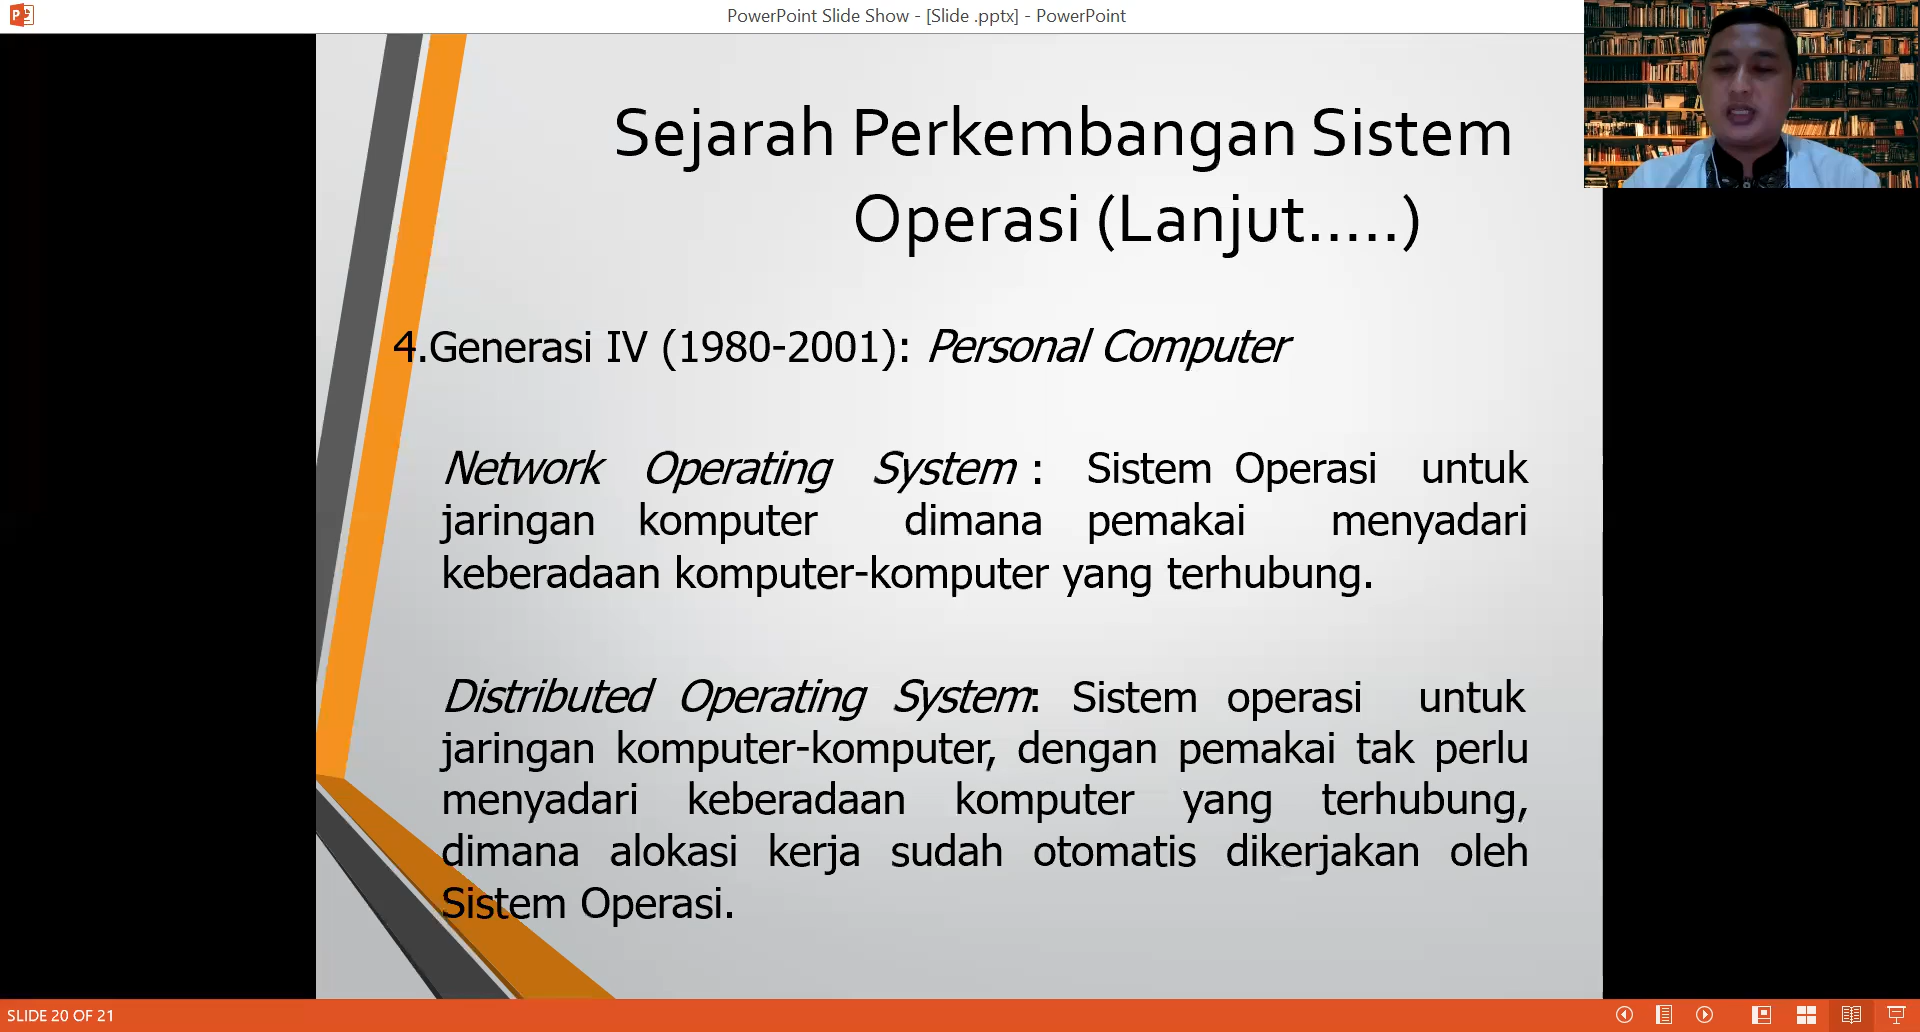 PowerPoint Slide Show - [Slide .pptx] - PowerPoint
Sejarah Perkembangan Sistem
Operasi (Lanjut.....)
4.Generasi IV (1980-2001): Personal Computer
Network Operating System : Sistem Operasi untuk
jaringan komputer dimana pemakai menyadari
keberadaan komputer-komputer yang terhubung.
Distributed Operating System: Sistem operasi untuk
jaringan komputer-komputer, dengan pemakai tak perlu
menyadari keberadaan komputer yang terhubung,
dimana alokasi kerja sudah otomatis dikerjakan oleh
Sistem Operasi.
SLIDE 20 OF 21